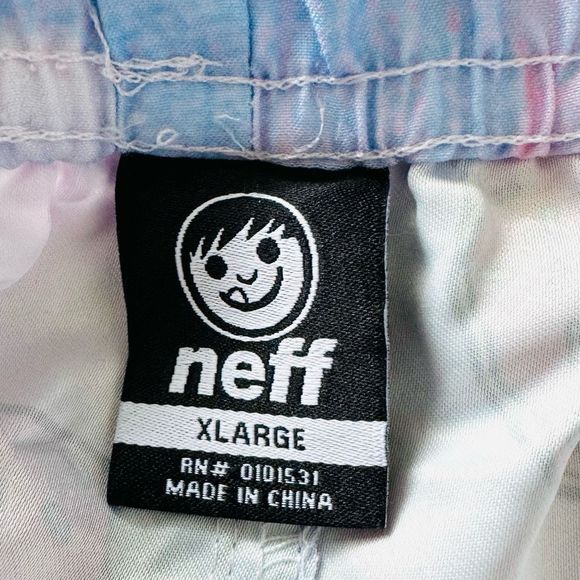 neff
XLARGE
RN# 0101531
MADE IN CHINA